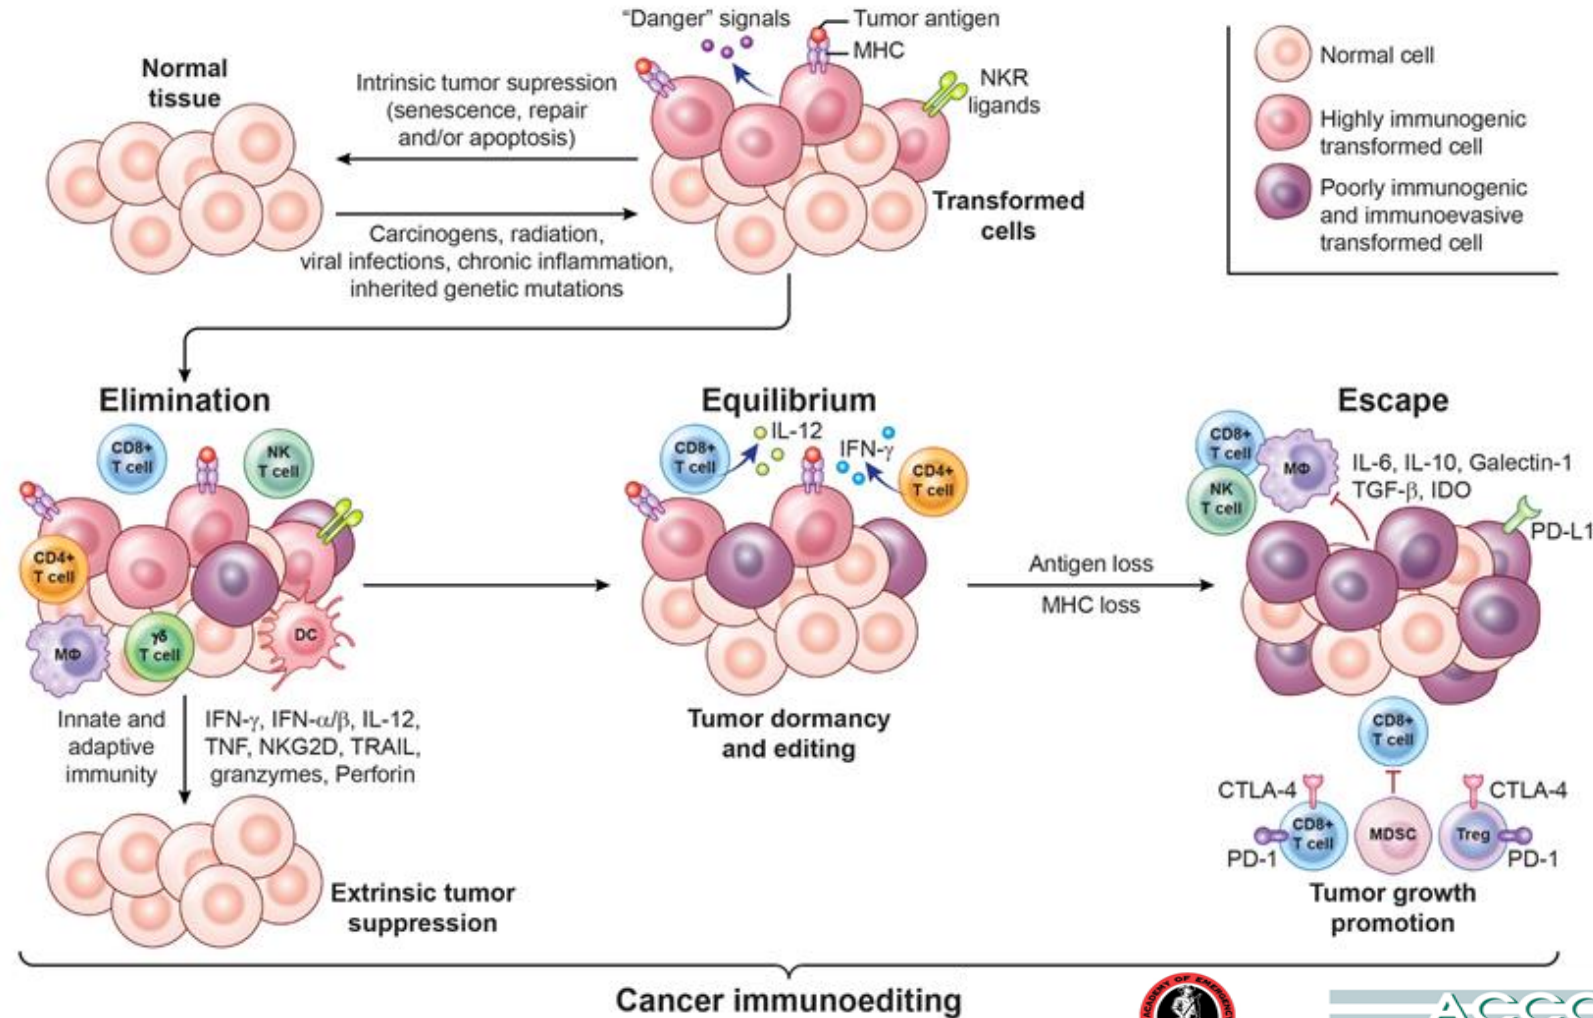 "Danger" signals
Tumor antigen
MHC
NKR
ligands
Normal
tissue
Intrinsic tumor supression
(senescence, repair
and/or apoptosis)
Carcinogens, radiation,
viral infections, chronic inflammation,
inherited genetic mutations
Transformed
cells
Normal cell
Highly immunogenic
transformed cell
Poorly immunogenic
and immunoevasive
transformed cell
Elimination
CD8+
T cell
NK
T cell
CD4+
T cell
MΦ
γδ
T cell
DC
Innate and
adaptive
immunity
IFN-γ, IFN-α/β, IL-12,
TNF, NKG2D, TRAIL,
granzymes, Perforin
Extrinsic tumor
suppression
Equilibrium
CD8+
T cell
IL-12
IFN-γ
CD4+
T cell
Tumor dormancy
and editing
Antigen loss
MHC loss
Escape
CD8+
T cell
NK
T cell
MΦ
IL-6, IL-10, Galectin-1
TGF-β, IDO
PD-L1
CD8+
T cell
CTLA-4
CTLA-4
CD8+
T cell
MDSC
Treg
PD-1
PD-1
Tumor growth
promotion
Cancer immunoediting
ACADEMY OF EMERGENCY